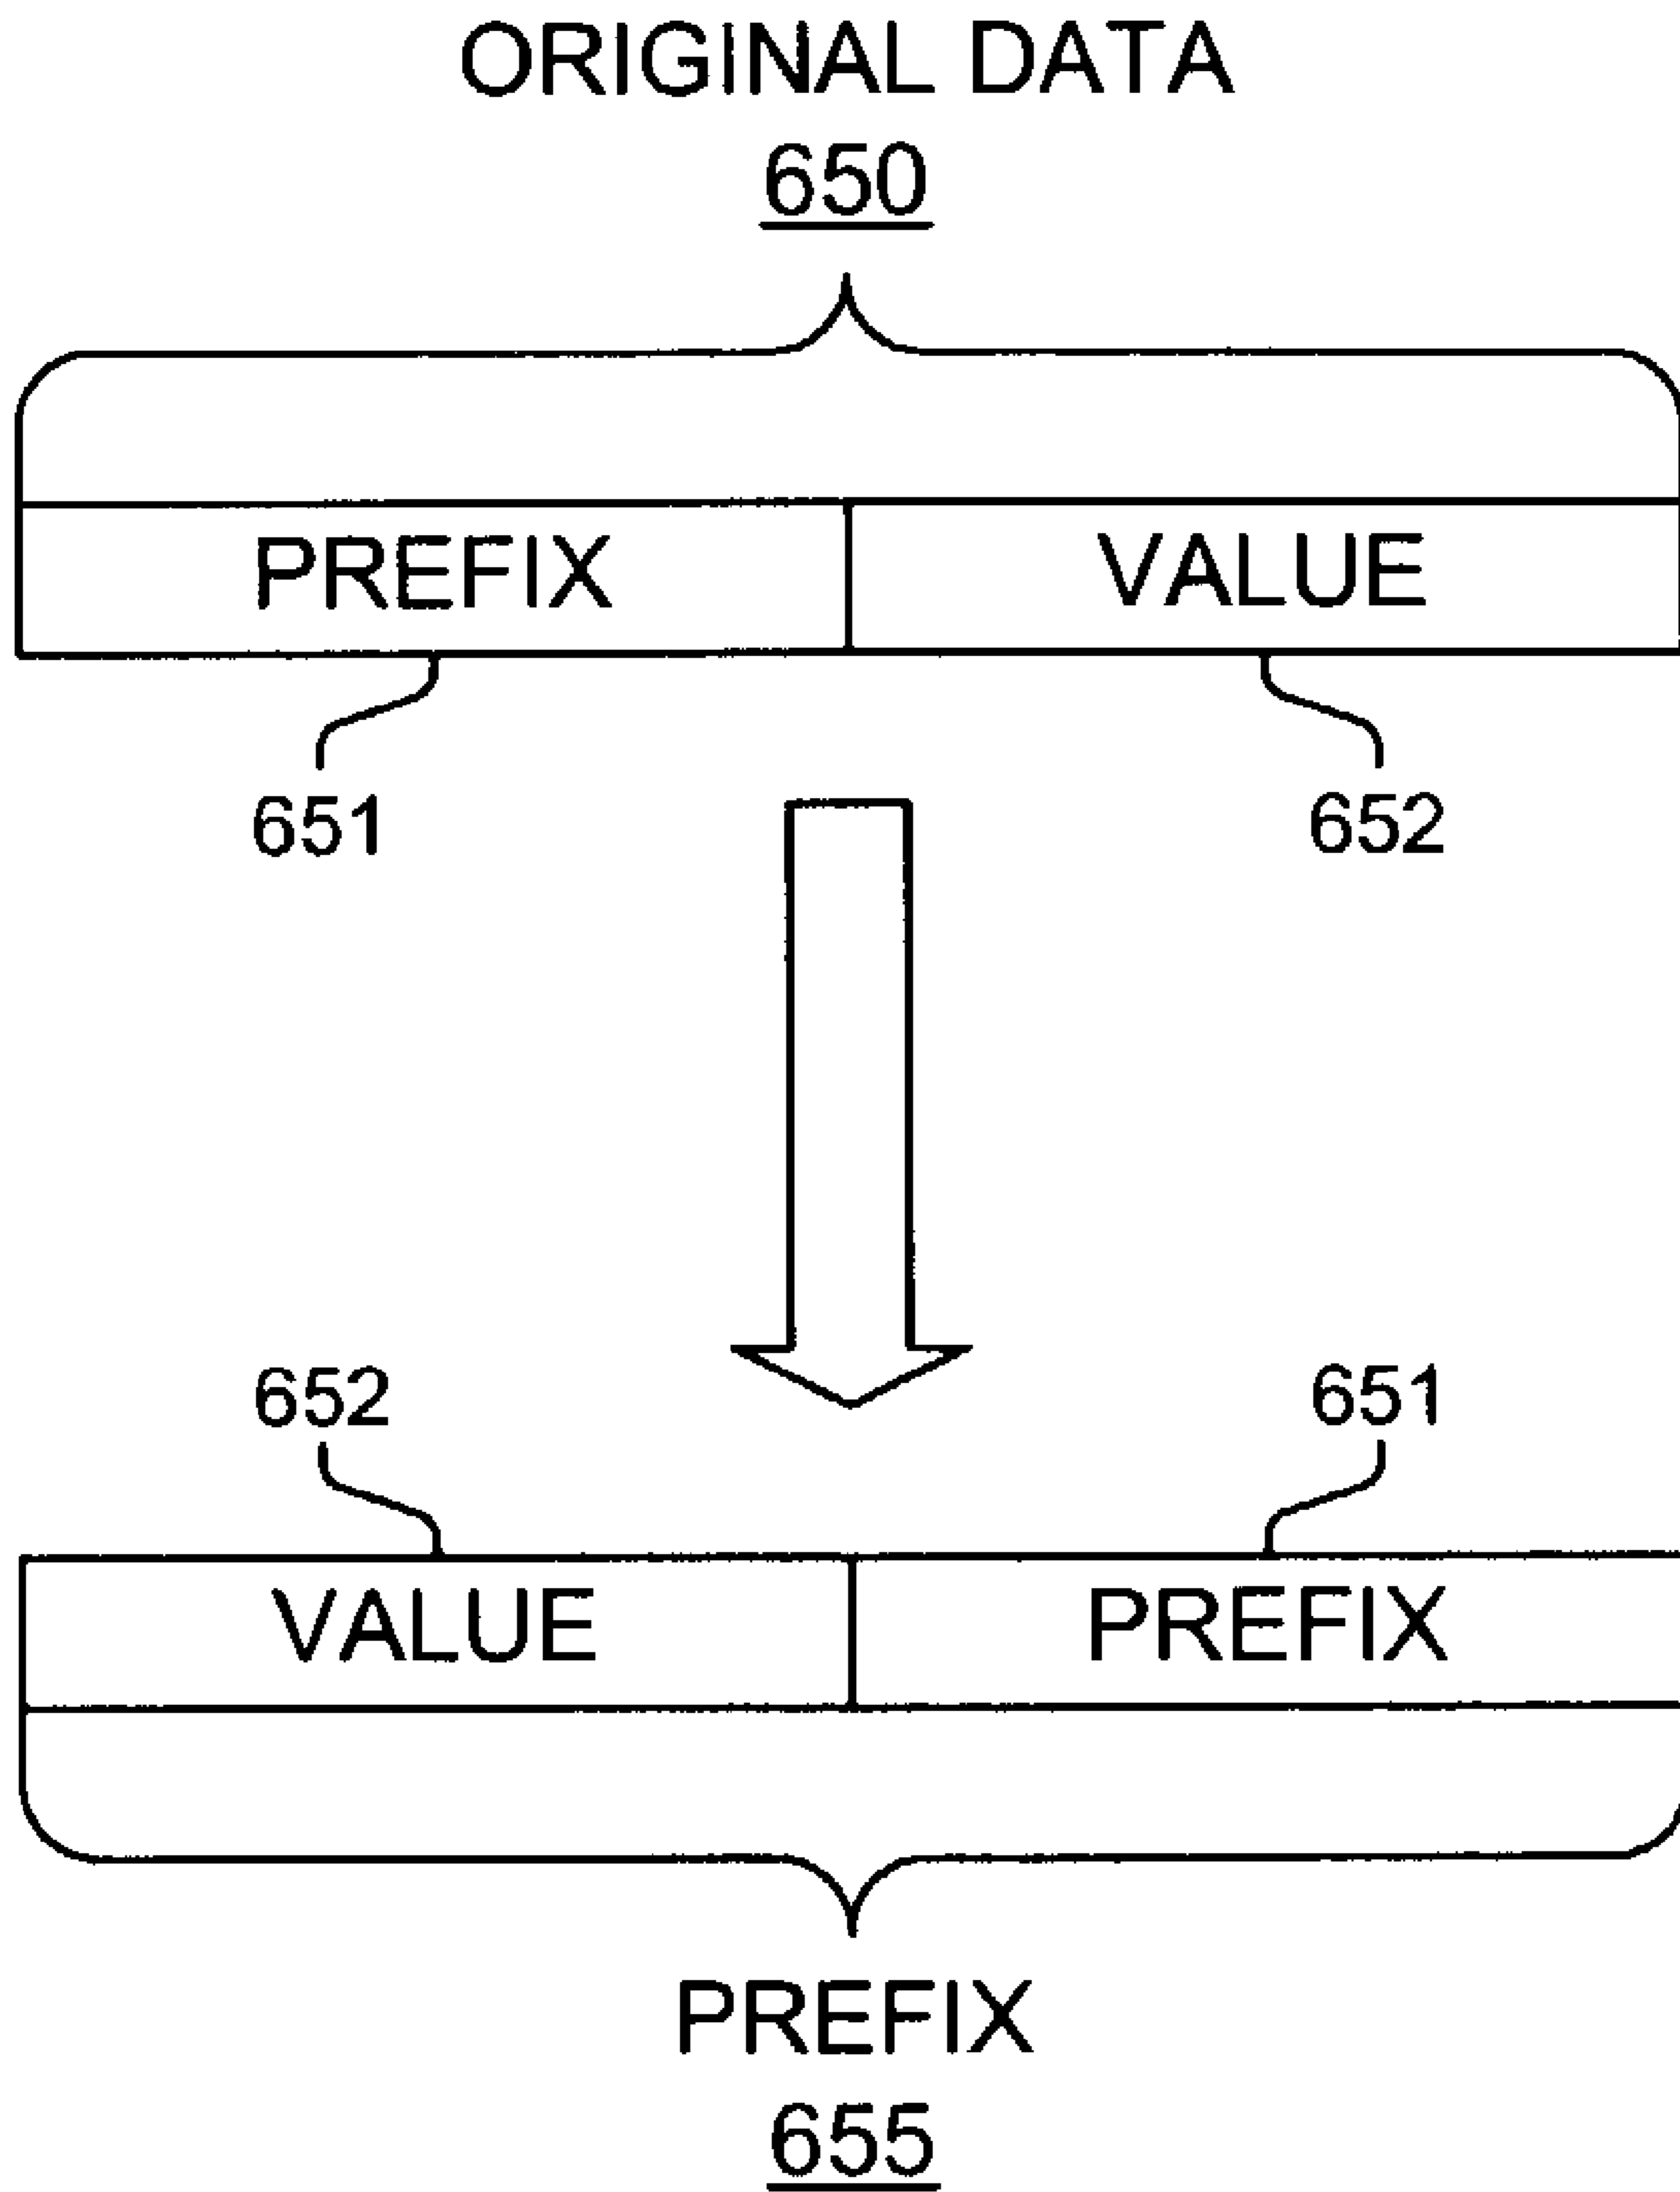 ORIGINAL DATA
650
PREFIX VALUE
651 652
652 651
VALUE PREFIX
PREFIX
655